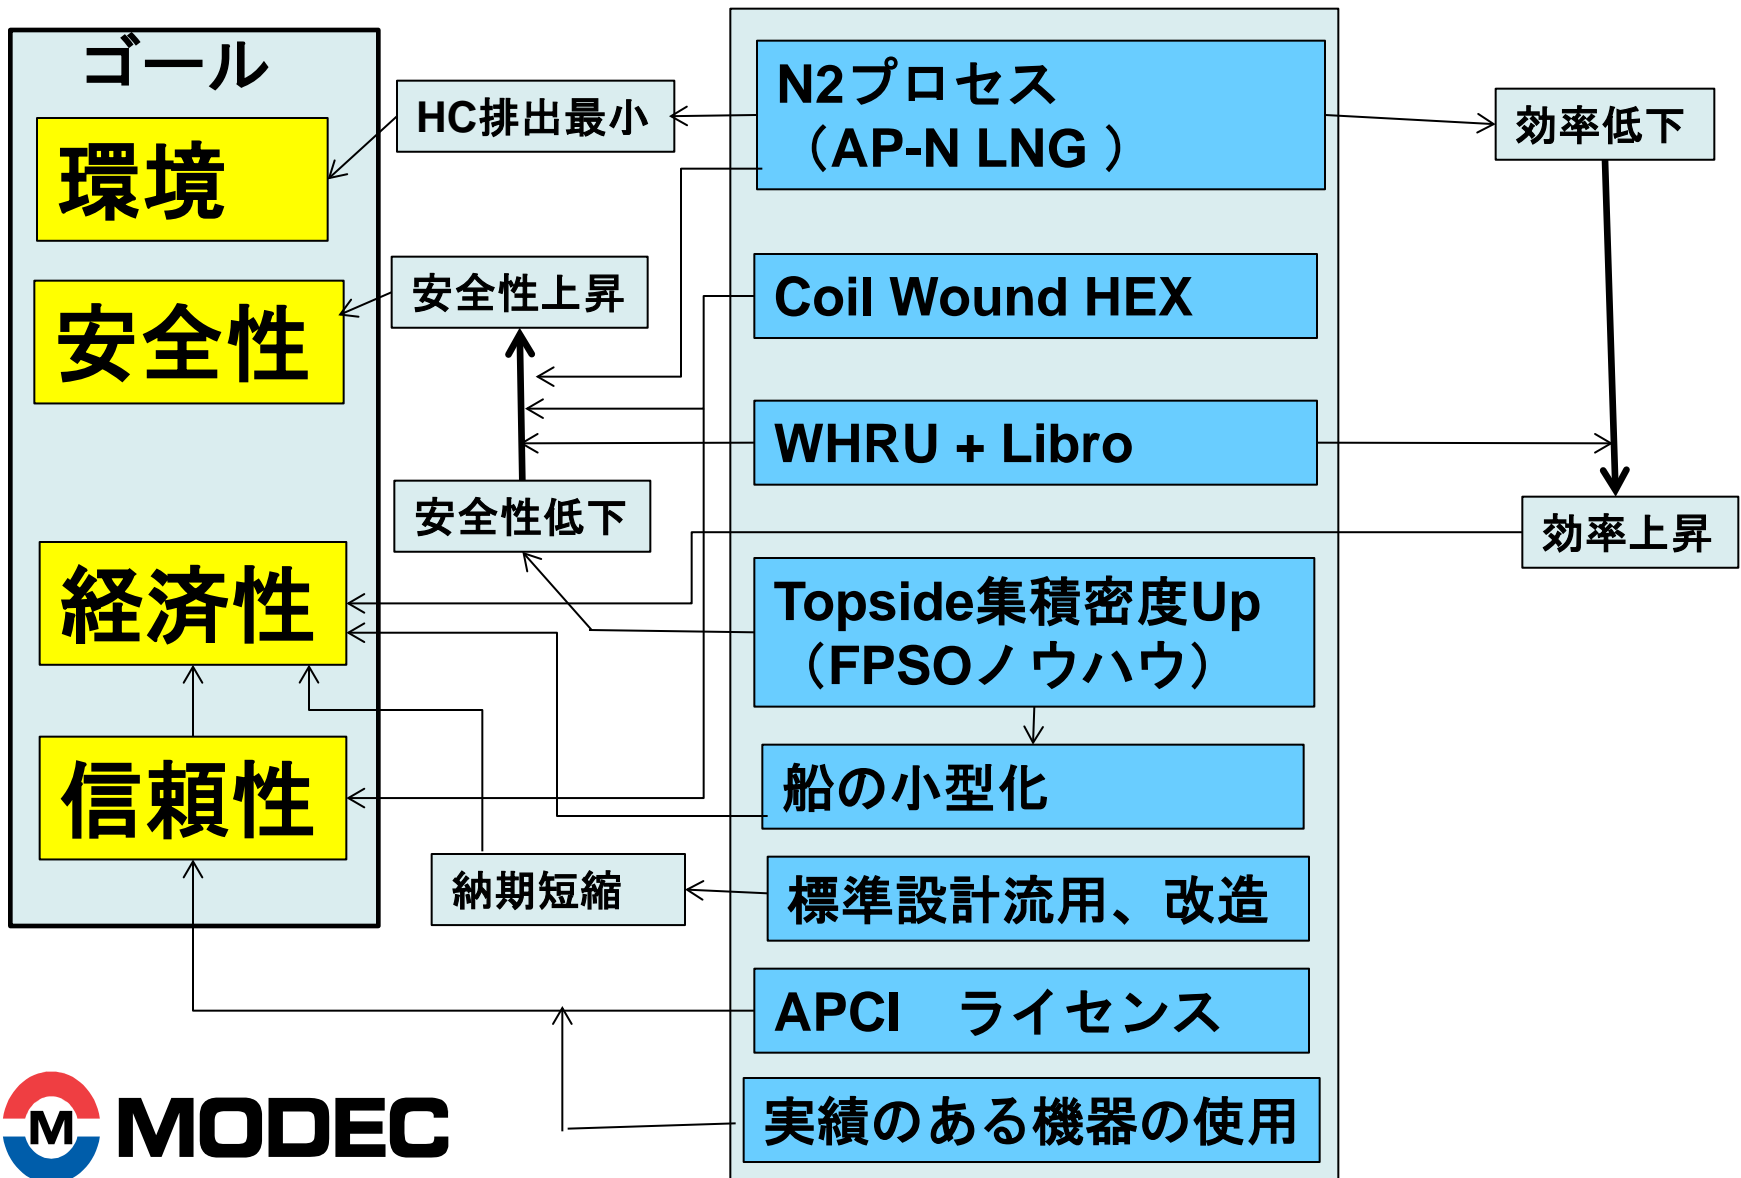 ゴール
環境
安全性
経済性
信頼性
HC排出最小
安全性上昇
安全性低下
納期短縮
N2プロセス
（AP-N LNG ）
Coil Wound HEX
WHRU + Libro
Topside集積密度Up
（FPSOノウハウ）
船の小型化
標準設計流用、改造
APCI　ライセンス
実績のある機器の使用
効率低下
効率上昇
M MODEC